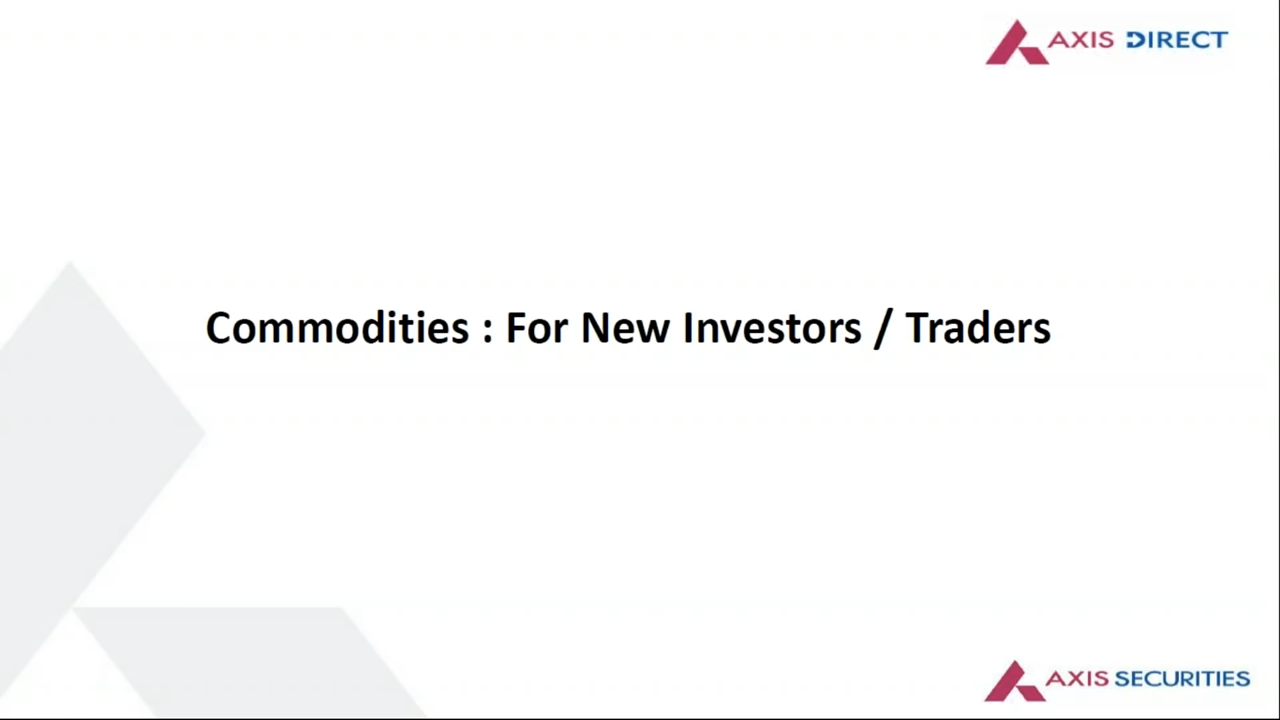 AXIS DIRECT
Commodities : For New Investors / Traders
AXIS SECURITIES